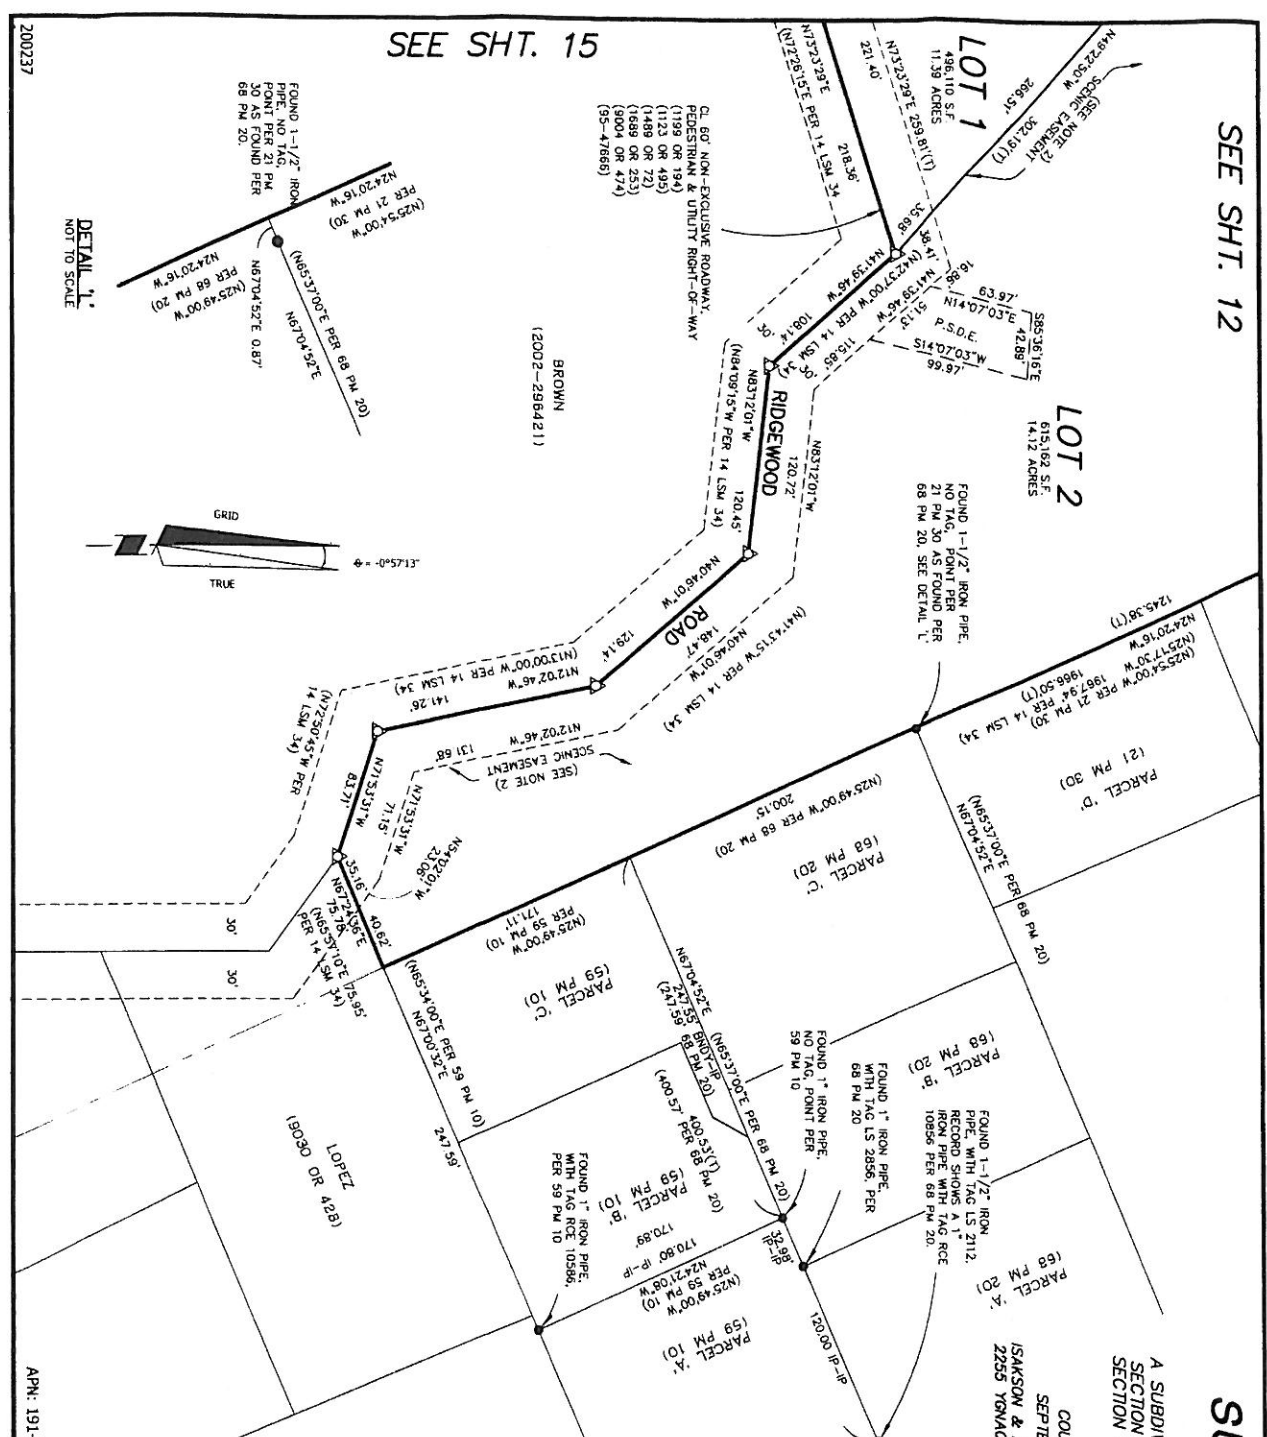 SEE SHT. 15
SEE SHT. 12
200237
LOT 1
496,110 S.F.
11.39 ACRES
N49°22'50"W
266.51'
302.19'(T)
SCENIC EASEMENT
(SEE NOTE 2)
N73°23'29"E 259.81'(T)
221.40'
38.41'
35.68'
N73°23'29"E
218.36'
(N72°26'15"E PER 14 LSM 34
CL 60' NON-EXCLUSIVE ROADWAY,
PEDESTRIAN & UTILITY RIGHT-OF-WAY
(1199 OR 194)
(1123 OR 495)
(1489 OR 72)
(1689 OR 253)
(9004 OR 474)
(95-47666)
FOUND 1-1/2" IRON
PIPE, NO TAG,
POINT PER 21 PM
30 AS FOUND PER
68 PM 20.
(N25°54'00"W
PER 21 PM 30)
N24°20'16"W
(N65°37'00"E PER 68 PM 20)
N67°04'52"E
N67°04'52"E 0.87'
(N25°49'00"W
PER 68 PM 20)
N24°20'16"W
DETAIL 'L'
NOT TO SCALE
BROWN
(2002-296421)
GRID
TRUE
θ = -0°57'13"
16.88'
63.97'
N14°07'03"E
S85°36'16"E
42.89'
P.S.D.E.
S14°07'03"W
99.97'
N41°39'46"W
51.13'
115.85'
(N42°37'00"W PER 14 LSM 34)
N41°39'46"W
108.14'
30'
30'
LOT 2
615,162 S.F.
14.12 ACRES
RIDGEWOOD
ROAD
N83°12'01"W
120.72'
N83°12'01"W
120.45'
(N84°09'15"W PER 14 LSM 34)
N40°46'01"W
129.14'
(N41°43'15"W PER 14 LSM 34)
N40°46'01"W
148.47'
(N13°00'00"W PER 14 LSM 34)
N12°02'46"W
141.26'
N12°02'46"W
131.68'
SCENIC EASEMENT
(SEE NOTE 2)
(N72°50'45"W PER
14 LSM 34)
N71°53'31"W
83.71'
N71°53'31"W
71.15'
N54°02'01"W
23.06'
35.16'
40.62'
N67°24'36"E
75.78'
(N65°57'10"E 75.95'
PER 14 LSM 34)
30'
30'
FOUND 1-1/2" IRON PIPE,
NO TAG, POINT PER
21 PM 30 AS FOUND PER
68 PM 20, SEE DETAIL 'L'
1245.38'(T)
N24°20'16"W
(N25°17'30"W
1967.94' PER 14 LSM 34)
(N25°54'00"W PER 21 PM 30)
1966.50'(T)
PARCEL 'D'
(21 PM 30)
(N65°37'00"E PER 68 PM 20)
N67°04'52"E
(N25°49'00"W PER 68 PM 20)
200.15'
PARCEL 'C'
(68 PM 20)
(N25°49'00"W
PER 59 PM 10)
171.11'
PARCEL 'C'
(59 PM 10)
N67°04'52"E
247.55' BNDY-IP
(247.59' 68 PM 20)
(N65°37'00"E PER 68 PM 20)
PARCEL 'B'
(68 PM 20)
400.53'(T)
(400.57' PER 68 PM 20)
PARCEL 'B'
(59 PM 10)
170.89'
170.80' IP-IP
N24°21'08"W
(N25°49'00"W
PER 59 PM 10)
(N65°34'00"E PER 59 PM 10)
N67°00'32"E
247.59'
LOPEZ
(9030 OR 428)
FOUND 1" IRON PIPE,
NO TAG, POINT PER
59 PM 10
FOUND 1" IRON PIPE,
WITH TAG LS 2856, PER
68 PM 20
FOUND 1-1/2" IRON
PIPE, WITH TAG LS 2112,
RECORD SHOWS A 1"
IRON PIPE WITH TAG RCE
10856 PER 68 PM 20.
FOUND 1" IRON PIPE,
WITH TAG RCE 10586,
PER 59 PM 10
32.98'
IP-IP
120.00 IP-IP
PARCEL 'A'
(68 PM 20)
PARCEL 'A'
(59 PM 10)
A SUBDIV
SECTION
SECTION
COU
SEPTE
ISAKSON &
2255 YGNAC
APN: 191-